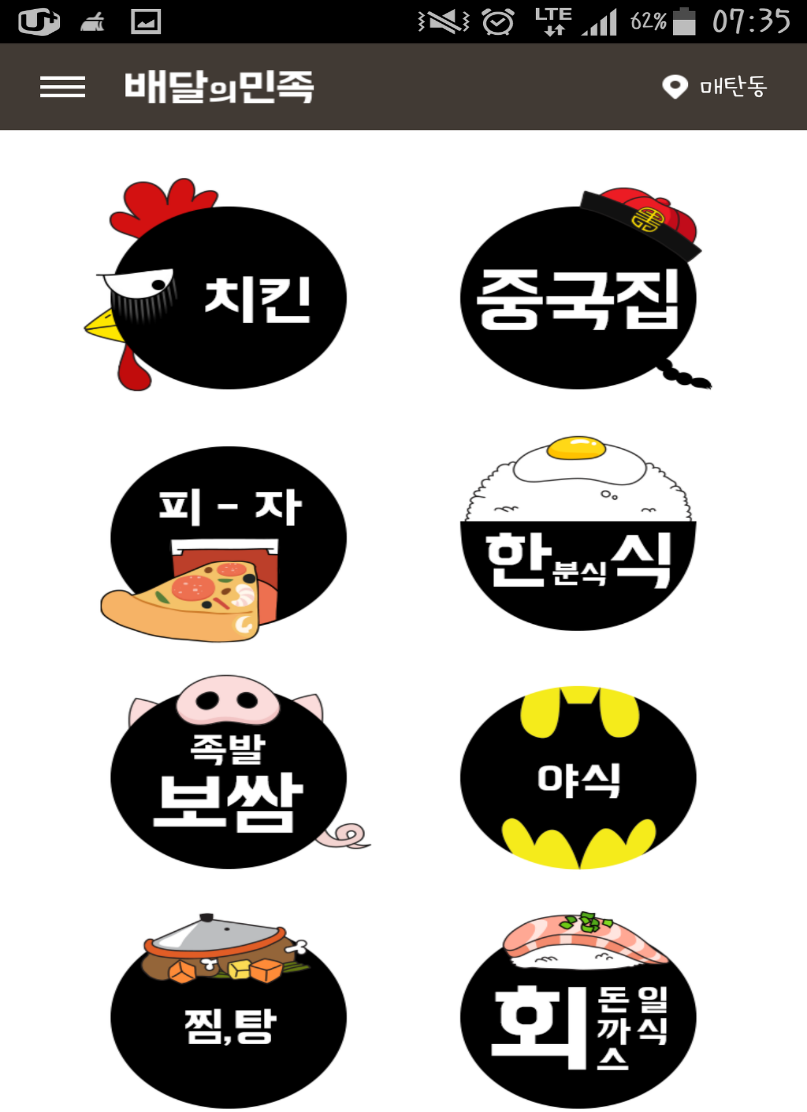 LTE 62% 07:35
배달의민족 매탄동
치킨
중국집
피 - 자
한분식식
족발
보쌈
야식
찜,탕
회 돈까스 일식